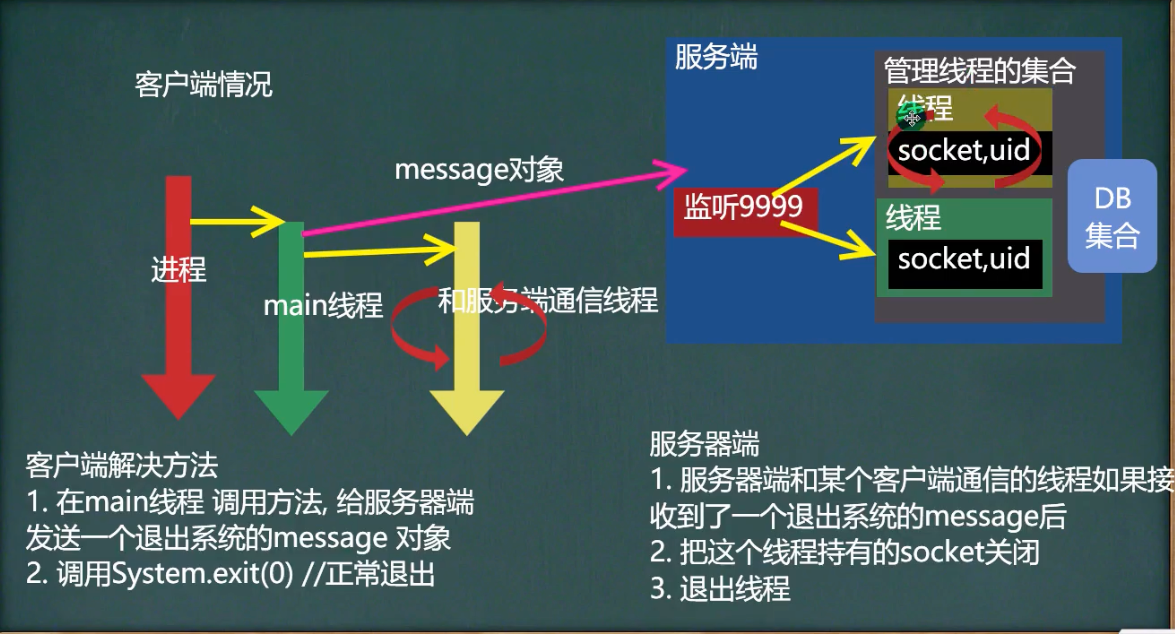 客户端情况
服务端
管理线程的集合
线程
socket,uid
message对象
监听9999
线程
socket,uid
DB
集合
进程
main线程
和服务端通信线程
客户端解决方法
1. 在main线程 调用方法, 给服务器端
发送一个退出系统的message 对象
2. 调用System.exit(0) //正常退出
服务器端
1. 服务器端和某个客户端通信的线程如果接
收到了一个退出系统的message后
2. 把这个线程持有的socket关闭
3. 退出线程